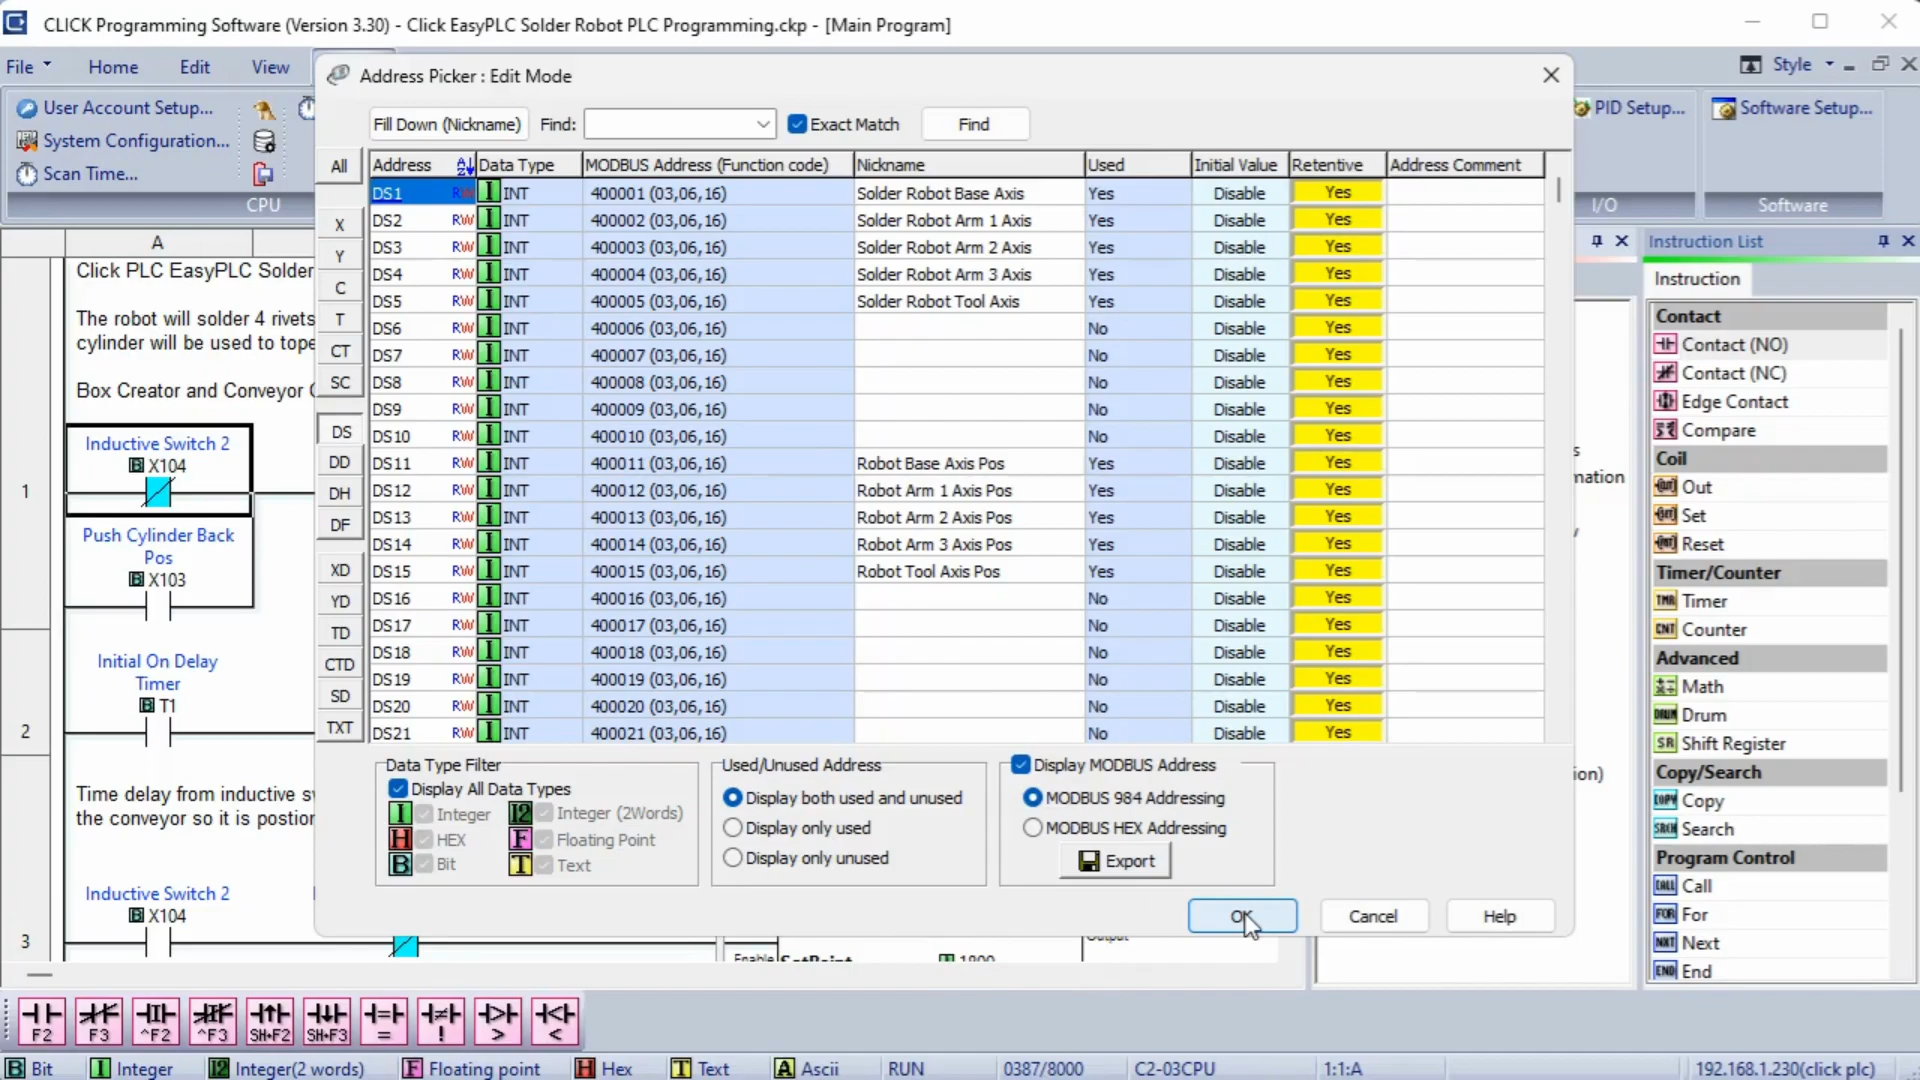 CLICK Programming Software (Version 3.30) - Click EasyPLC Solder Robot PLC Programming.ckp - [Main Program]
File Home Edit View Style
User Account Setup...
System Configuration...
Scan Time...
CPU
PID Setup...
Software Setup...
I/O
Software
Address Picker : Edit Mode
Fill Down (Nickname) Find: Exact Match Find
All
X
Y
C
T
CT
SC
DS
DD
DH
DF
XD
YD
TD
CTD
SD
TXT
Address Data Type MODBUS Address (Function code) Nickname Used Initial Value Retentive Address Comment
DS1 RW INT 400001 (03,06,16) Solder Robot Base Axis Yes Disable Yes
DS2 RW INT 400002 (03,06,16) Solder Robot Arm 1 Axis Yes Disable Yes
DS3 RW INT 400003 (03,06,16) Solder Robot Arm 2 Axis Yes Disable Yes
DS4 RW INT 400004 (03,06,16) Solder Robot Arm 3 Axis Yes Disable Yes
DS5 RW INT 400005 (03,06,16) Solder Robot Tool Axis Yes Disable Yes
DS6 RW INT 400006 (03,06,16) No Disable Yes
DS7 RW INT 400007 (03,06,16) No Disable Yes
DS8 RW INT 400008 (03,06,16) No Disable Yes
DS9 RW INT 400009 (03,06,16) No Disable Yes
DS10 RW INT 400010 (03,06,16) No Disable Yes
DS11 RW INT 400011 (03,06,16) Robot Base Axis Pos Yes Disable Yes
DS12 RW INT 400012 (03,06,16) Robot Arm 1 Axis Pos Yes Disable Yes
DS13 RW INT 400013 (03,06,16) Robot Arm 2 Axis Pos Yes Disable Yes
DS14 RW INT 400014 (03,06,16) Robot Arm 3 Axis Pos Yes Disable Yes
DS15 RW INT 400015 (03,06,16) Robot Tool Axis Pos Yes Disable Yes
DS16 RW INT 400016 (03,06,16) No Disable Yes
DS17 RW INT 400017 (03,06,16) No Disable Yes
DS18 RW INT 400018 (03,06,16) No Disable Yes
DS19 RW INT 400019 (03,06,16) No Disable Yes
DS20 RW INT 400020 (03,06,16) No Disable Yes
DS21 RW INT 400021 (03,06,16) No Disable Yes
Data Type Filter
Display All Data Types
I Integer I2 Integer (2Words)
H HEX F Floating Point
B Bit T Text
Used/Unused Address
Display both used and unused
Display only used
Display only unused
Display MODBUS Address
MODBUS 984 Addressing
MODBUS HEX Addressing
Export
OK Cancel Help
A
Click PLC EasyPLC Solder
The robot will solder 4 rivets
cylinder will be used to tope
Box Creator and Conveyor
1
Inductive Switch 2
B X104
Push Cylinder Back
Pos
B X103
2
Initial On Delay
Timer
B T1
Time delay from inductive
the conveyor so it is postion
3
Inductive Switch 2
B X104
Enable SetPoint 1800
Output
mation
ion)
Instruction List
Instruction
Contact
Contact (NO)
Contact (NC)
Edge Contact
Compare
Coil
Out
Set
Reset
Timer/Counter
TMR Timer
CNT Counter
Advanced
Math
DRUM Drum
SR Shift Register
Copy/Search
COPY Copy
SRCH Search
Program Control
CALL Call
FOR For
NXT Next
END End
F2 F3 ^F2 ^F3 SH+F2 SH+F3 = ! > <
B Bit I Integer I2 Integer(2 words) F Floating point H Hex T Text A Ascii RUN 0387/8000 C2-03CPU 1:1:A 192.168.1.230(click plc)